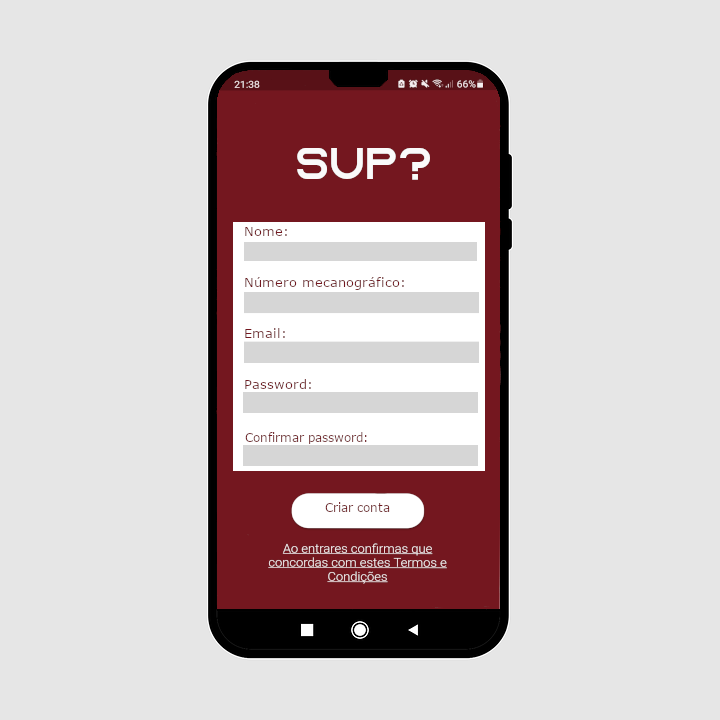 21:38
66%
SUP?
Nome:
Número mecanográfico:
Email:
Password:
Confirmar password:
Criar conta
Ao entrares confirmas que
concordas com estes Termos e
Condições